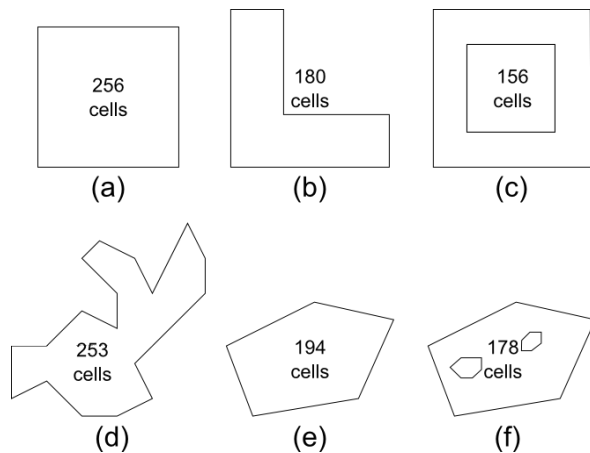 256
cells
(a)
180
cells
(b)
156
cells
(c)
253
cells
(d)
194
cells
(e)
178
cells
(f)